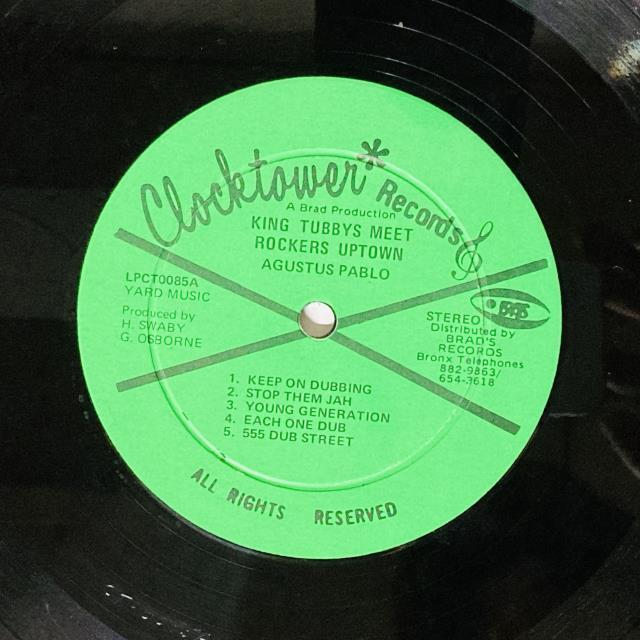 Clocktower* Records
A Brad Production
KING TUBBYS MEET
ROCKERS UPTOWN
AGUSTUS PABLO
LPCT0085A
YARD MUSIC
Produced by
H. SWABY
G. OSBORNE
BRADS
STEREO
Distributed by
BRAD'S
RECORDS
Bronx Telephones
882-9863/
654-3618
1. KEEP ON DUBBING
2. STOP THEM JAH
3. YOUNG GENERATION
4. EACH ONE DUB
5. 555 DUB STREET
ALL RIGHTS RESERVED